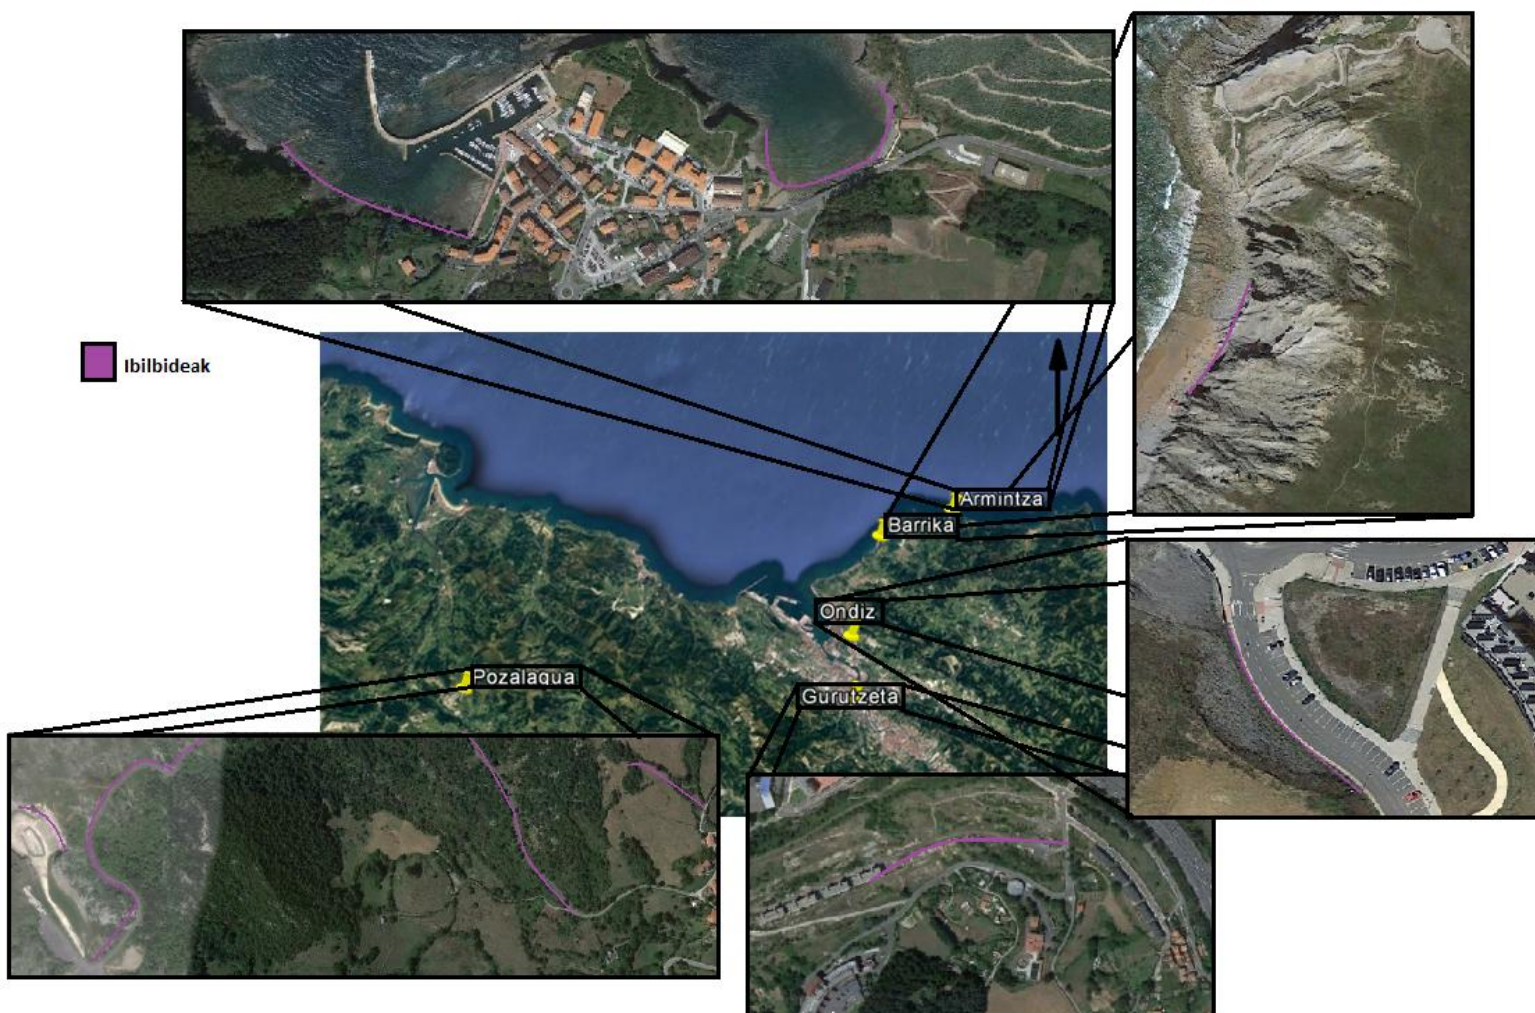 Ibilbideak
Armintza
Barrika
Ondiz
Pozalagua
Gurutzeta